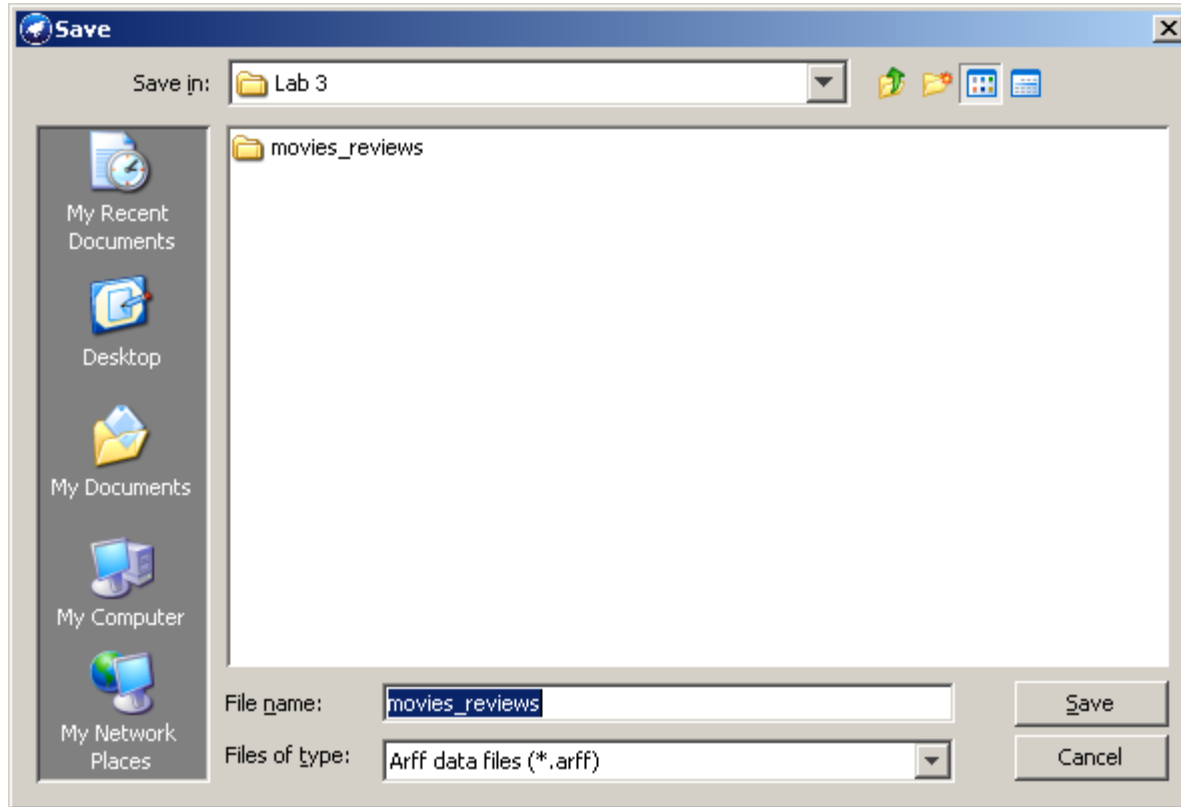 Save
Save in:
Lab 3
movies_reviews
My Recent
Documents
Desktop
My Documents
My Computer
My Network
Places
File name:
movies_reviews
Save
Files of type:
Arff data files (*.arff)
Cancel